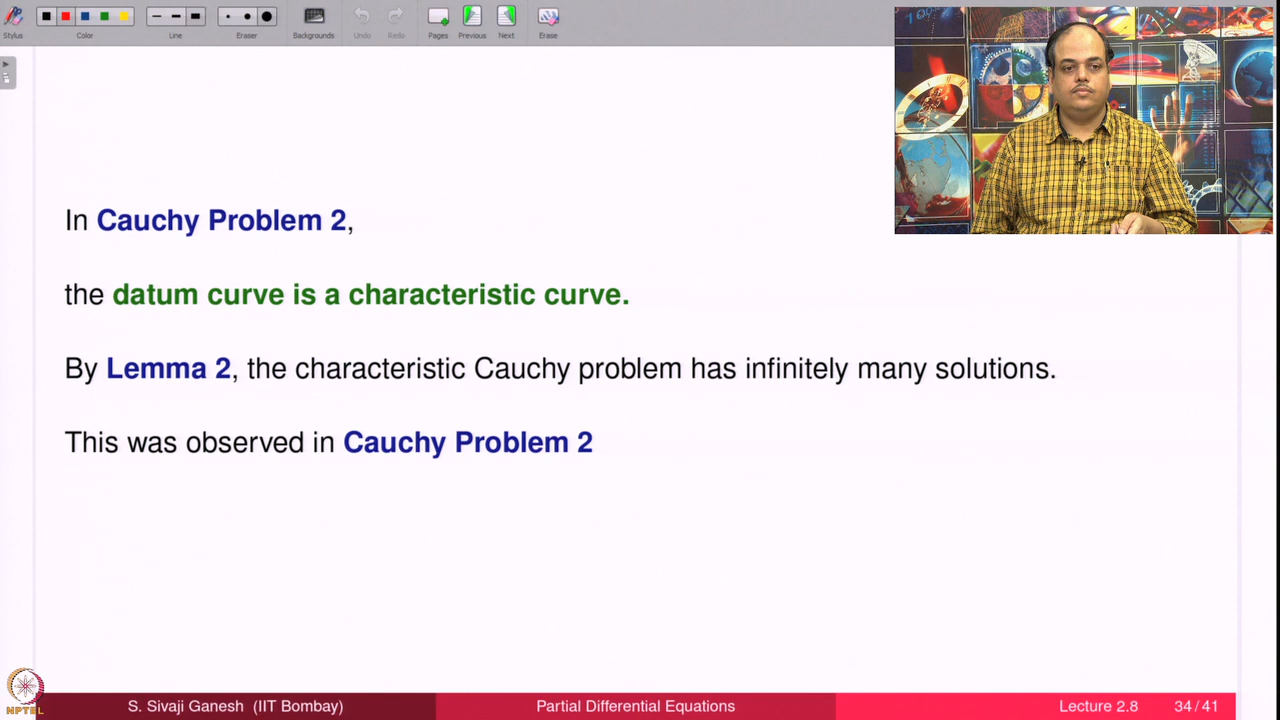 Stylus
Color
Line
Eraser
Backgrounds
Undo
Redo
Pages
Previous
Next
Erase
In Cauchy Problem 2,
the datum curve is a characteristic curve.
By Lemma 2, the characteristic Cauchy problem has infinitely many solutions.
This was observed in Cauchy Problem 2
NPTEL
S. Sivaji Ganesh (IIT Bombay)
Partial Differential Equations
Lecture 2.8
34/41